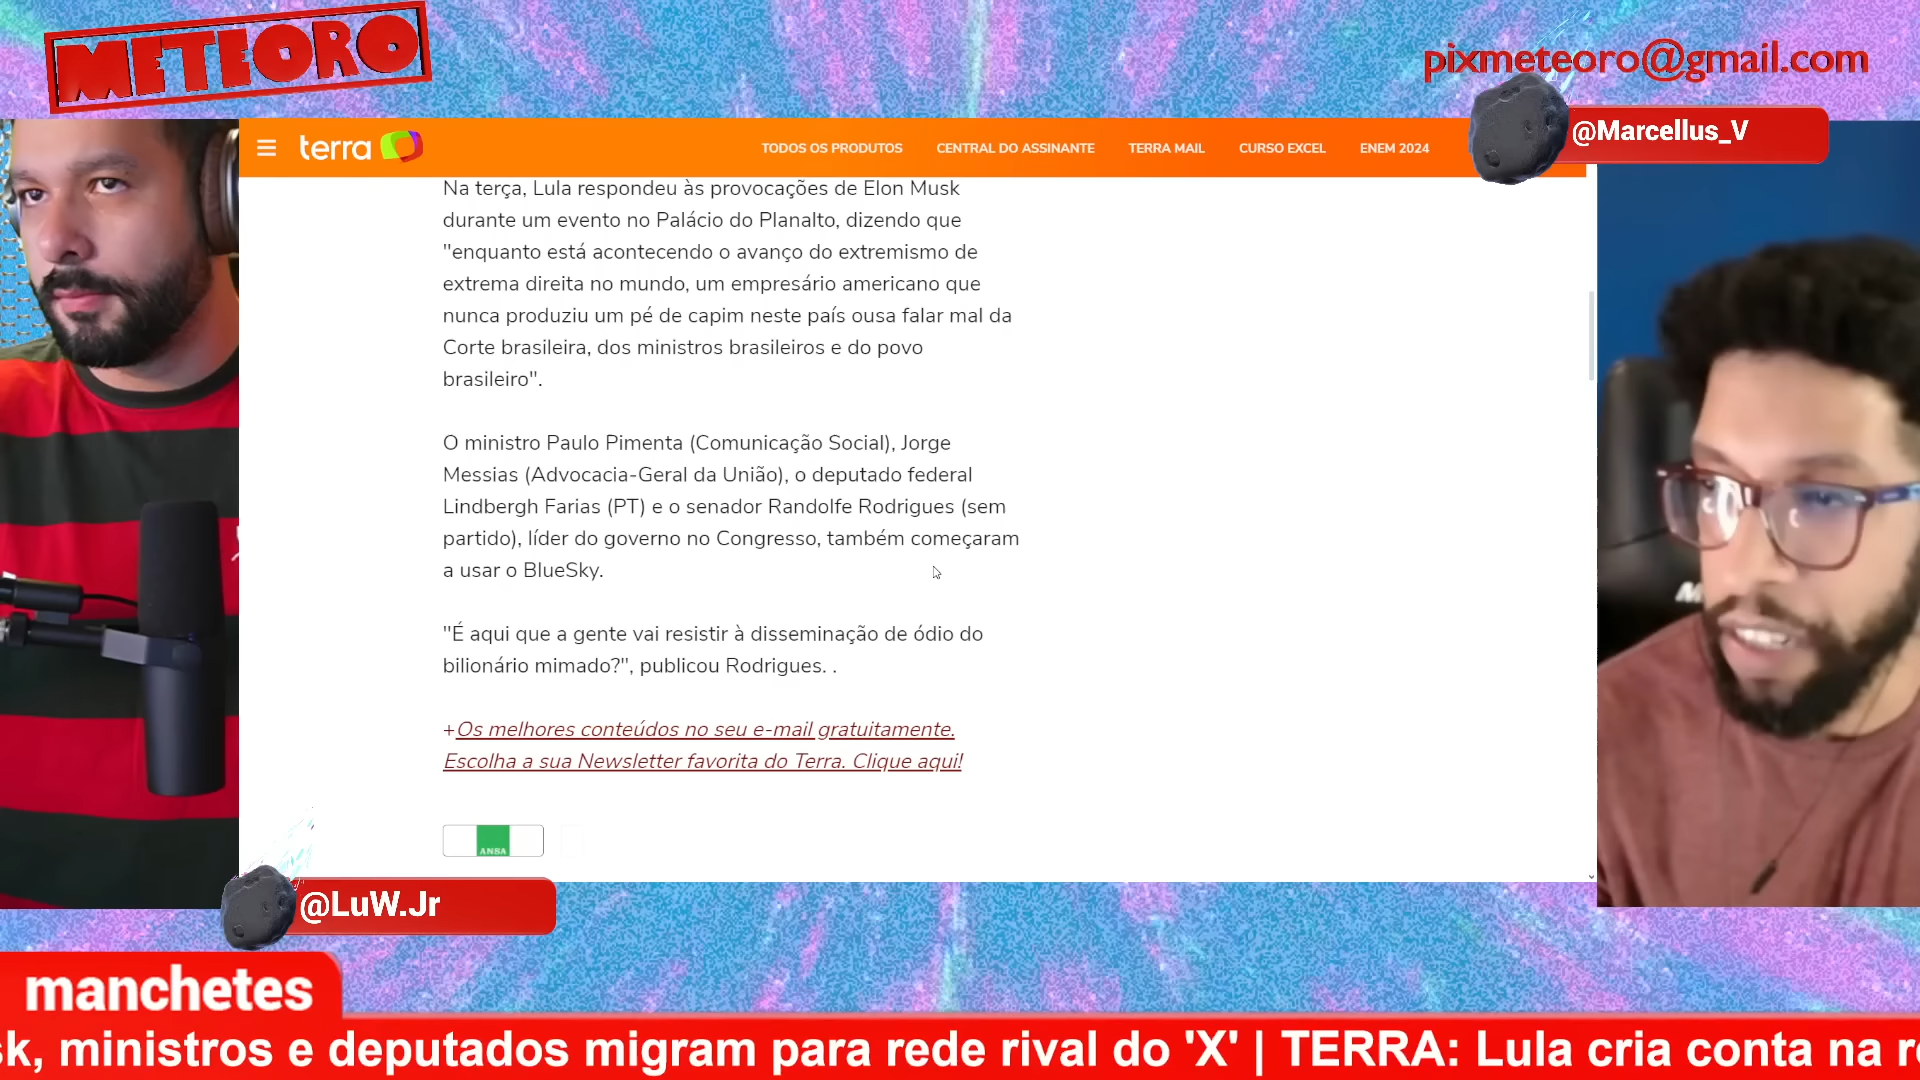 METEORO
pixmeteoro@gmail.com
@Marcellus_V
terra
TODOS OS PRODUTOS CENTRAL DO ASSINANTE TERRA MAIL CURSO EXCEL ENEM 2024
Na terça, Lula respondeu às provocações de Elon Musk
durante um evento no Palácio do Planalto, dizendo que
"enquanto está acontecendo o avanço do extremismo de
extrema direita no mundo, um empresário americano que
nunca produziu um pé de capim neste país ousa falar mal da
Corte brasileira, dos ministros brasileiros e do povo
brasileiro".
O ministro Paulo Pimenta (Comunicação Social), Jorge
Messias (Advocacia-Geral da União), o deputado federal
Lindbergh Farias (PT) e o senador Randolfe Rodrigues (sem
partido), líder do governo no Congresso, também começaram
a usar o BlueSky.
"É aqui que a gente vai resistir à disseminação de ódio do
bilionário mimado?", publicou Rodrigues. .
+Os melhores conteúdos no seu e-mail gratuitamente.
Escolha a sua Newsletter favorita do Terra. Clique aqui!
ANSA
@LuW.Jr
manchetes
sk, ministros e deputados migram para rede rival do 'X' | TERRA: Lula cria conta na re